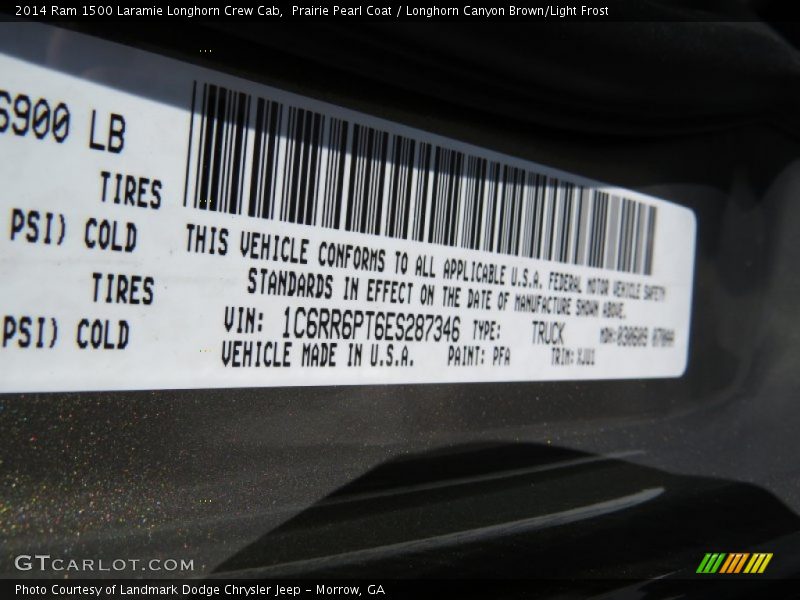 2014 Ram 1500 Laramie Longhorn Crew Cab,  Prairie Pearl Coat / Longhorn Canyon Brown/Light Frost
6900 LB
TIRES
PSI) COLD
TIRES
PSI) COLD
THIS VEHICLE CONFORMS TO ALL APPLICABLE U.S.A. FEDERAL MOTOR VEHICLE SAFETY
STANDARDS IN EFFECT ON THE DATE OF MANUFACTURE SHOWN ABOVE.
VIN: 1C6RR6PT6ES287346 TYPE: TRUCK MDH:
VEHICLE MADE IN U.S.A. PAINT: PFA TRIM:
GTCARLOT.COM
Photo Courtesy of Landmark Dodge Chrysler Jeep - Morrow, GA